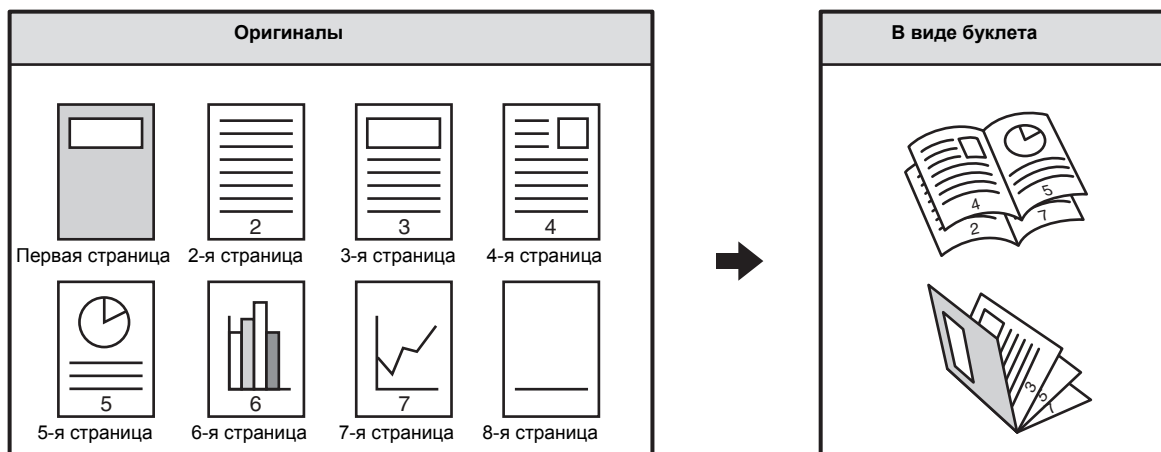 Оригиналы
В виде буклета
2
3
4
Первая страница
2-я страница
3-я страница
4-я страница
5
6
7
5-я страница
6-я страница
7-я страница
8-я страница
4
5
2
7
3
5
7